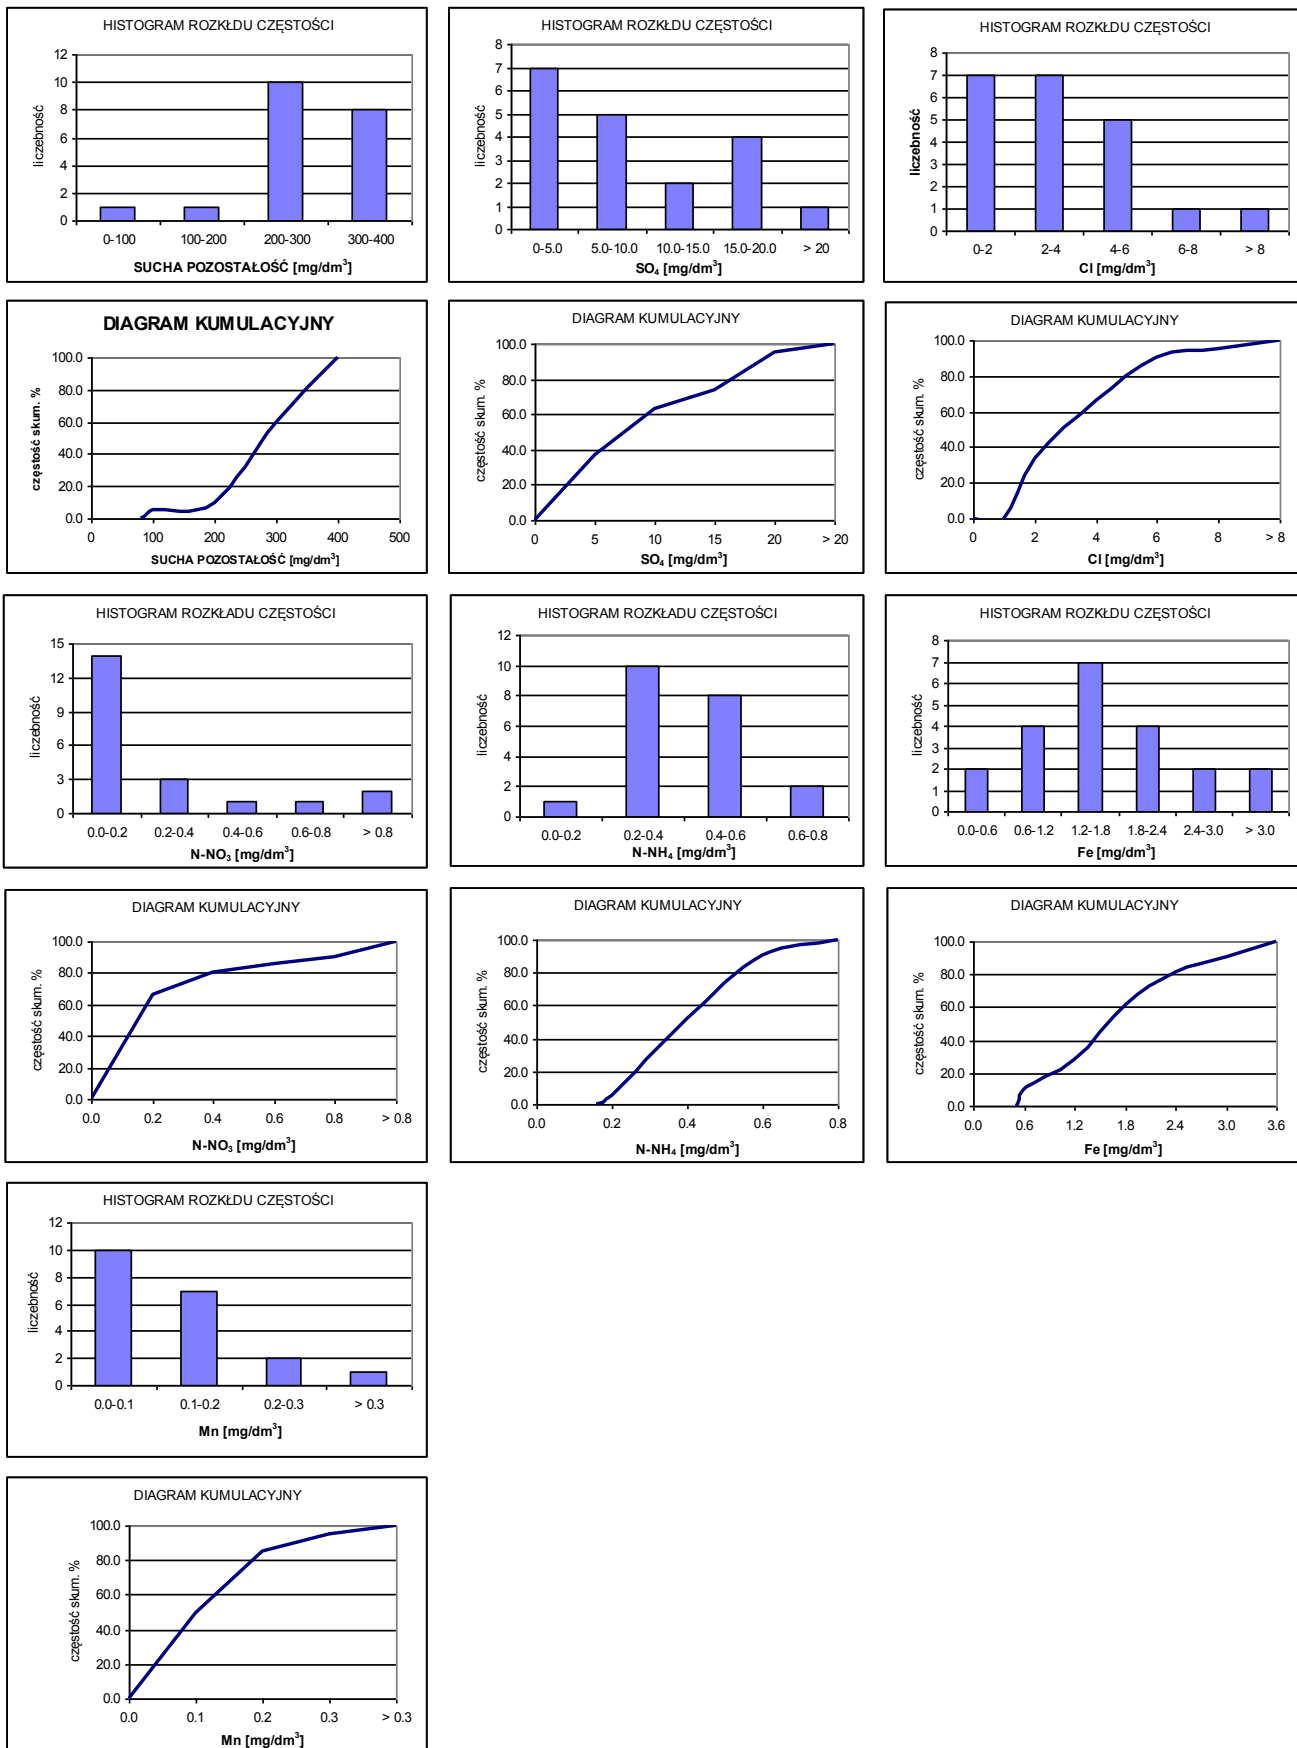 HISTOGRAM ROZKŁDU CZĘSTOŚCI
liczebność
12
10
8
6
4
2
0
0-100 100-200 200-300 300-400
SUCHA POZOSTAŁOŚĆ [mg/dm³]
HISTOGRAM ROZKŁDU CZĘSTOŚCI
liczebność
8
7
6
5
4
3
2
1
0
0-5.0 5.0-10.0 10.0-15.0 15.0-20.0 > 20
SO₄ [mg/dm³]
HISTOGRAM ROZKŁDU CZĘSTOŚCI
liczebność
8
7
6
5
4
3
2
1
0
0-2 2-4 4-6 6-8 > 8
Cl [mg/dm³]
DIAGRAM KUMULACYJNY
częstość skum. %
100.0
80.0
60.0
40.0
20.0
0.0
0 100 200 300 400 500
SUCHA POZOSTAŁOŚĆ [mg/dm³]
DIAGRAM KUMULACYJNY
częstość skum. %
100.0
80.0
60.0
40.0
20.0
0.0
0 5 10 15 20 > 20
SO₄ [mg/dm³]
DIAGRAM KUMULACYJNY
częstość skum. %
100.0
80.0
60.0
40.0
20.0
0.0
0 2 4 6 8 > 8
Cl [mg/dm³]
HISTOGRAM ROZKŁADU CZĘSTOŚCI
liczebność
15
12
9
6
3
0
0.0-0.2 0.2-0.4 0.4-0.6 0.6-0.8 > 0.8
N-NO₃ [mg/dm³]
HISTOGRAM ROZKŁADU CZĘSTOŚCI
liczebność
12
10
8
6
4
2
0
0.0-0.2 0.2-0.4 0.4-0.6 0.6-0.8
N-NH₄ [mg/dm³]
HISTOGRAM ROZKŁDU CZĘSTOŚCI
liczebność
8
7
6
5
4
3
2
1
0
0.0-0.6 0.6-1.2 1.2-1.8 1.8-2.4 2.4-3.0 > 3.0
Fe [mg/dm³]
DIAGRAM KUMULACYJNY
częstość skum. %
100.0
80.0
60.0
40.0
20.0
0.0
0.0 0.2 0.4 0.6 0.8 > 0.8
N-NO₃ [mg/dm³]
DIAGRAM KUMULACYJNY
częstość skum. %
100.0
80.0
60.0
40.0
20.0
0.0
0.0 0.2 0.4 0.6 0.8
N-NH₄ [mg/dm³]
DIAGRAM KUMULACYJNY
częstość skum. %
100.0
80.0
60.0
40.0
20.0
0.0
0.0 0.6 1.2 1.8 2.4 3.0 3.6
Fe [mg/dm³]
HISTOGRAM ROZKŁDU CZĘSTOŚCI
liczebność
12
10
8
6
4
2
0
0.0-0.1 0.1-0.2 0.2-0.3 > 0.3
Mn [mg/dm³]
DIAGRAM KUMULACYJNY
częstość skum. %
100.0
80.0
60.0
40.0
20.0
0.0
0.0 0.1 0.2 0.3 > 0.3
Mn [mg/dm³]